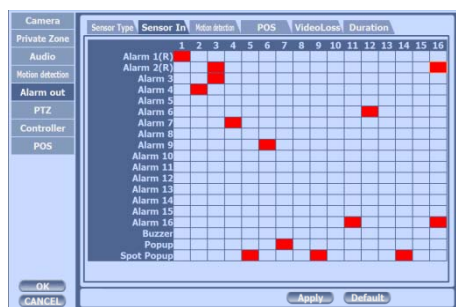 Camera
Private Zone
Audio
Motion detection
Alarm out
PTZ
Controller
POS
OK
CANCEL
Sensor Type Sensor In Motion detection POS VideoLoss Duration
1 2 3 4 5 6 7 8 9 10 11 12 13 14 15 16
Alarm 1(R)
Alarm 2(R)
Alarm 3
Alarm 4
Alarm 5
Alarm 6
Alarm 7
Alarm 8
Alarm 9
Alarm 10
Alarm 11
Alarm 12
Alarm 13
Alarm 14
Alarm 15
Alarm 16
Buzzer
Popup
Spot Popup
Apply Default